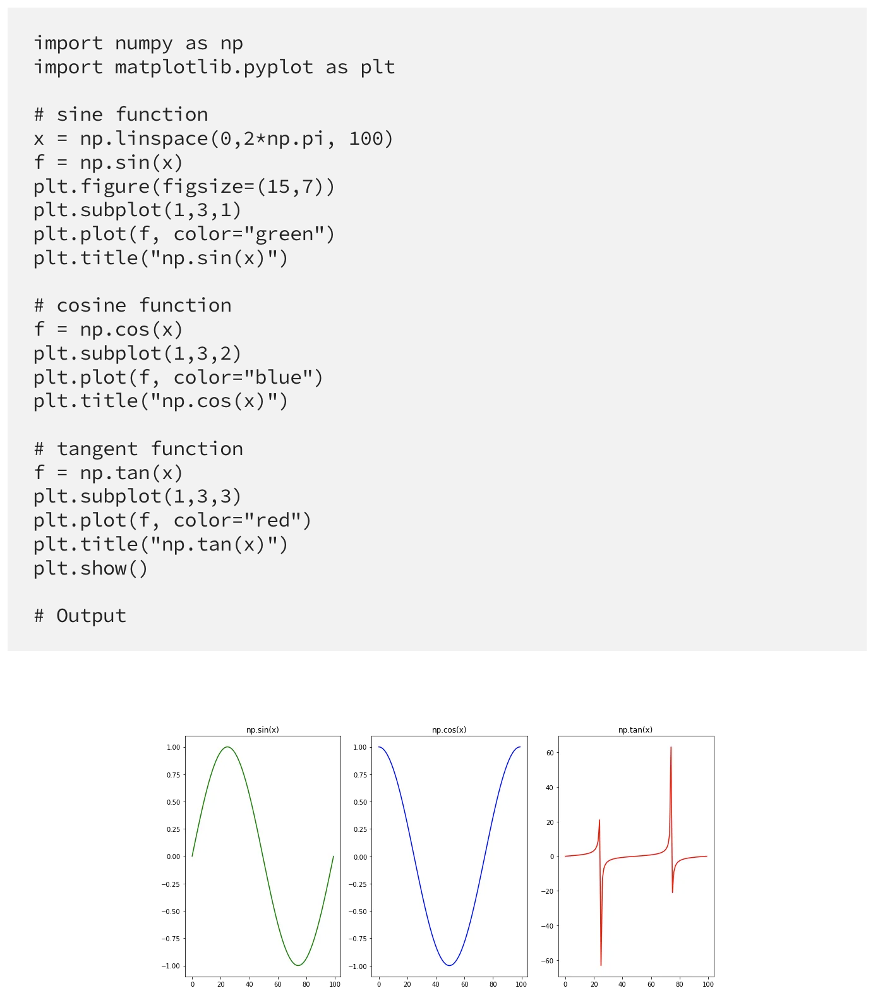 import numpy as np
import matplotlib.pyplot as plt
# sine function
x = np.linspace(0,2*np.pi, 100)
f = np.sin(x)
plt.figure(figsize=(15,7))
plt.subplot(1,3,1)
plt.plot(f, color="green")
plt.title("np.sin(x)")
# cosine function
f = np.cos(x)
plt.subplot(1,3,2)
plt.plot(f, color="blue")
plt.title("np.cos(x)")
# tangent function
f = np.tan(x)
plt.subplot(1,3,3)
plt.plot(f, color="red")
plt.title("np.tan(x)")
plt.show()
# Output
np.sin(x)
1.00
0.75
0.50
0.25
0.00
−0.25
−0.50
−0.75
−1.00
0 20 40 60 80 100
np.cos(x)
1.00
0.75
0.50
0.25
0.00
−0.25
−0.50
−0.75
−1.00
0 20 40 60 80 100
np.tan(x)
60
40
20
0
−20
−40
−60
0 20 40 60 80 100